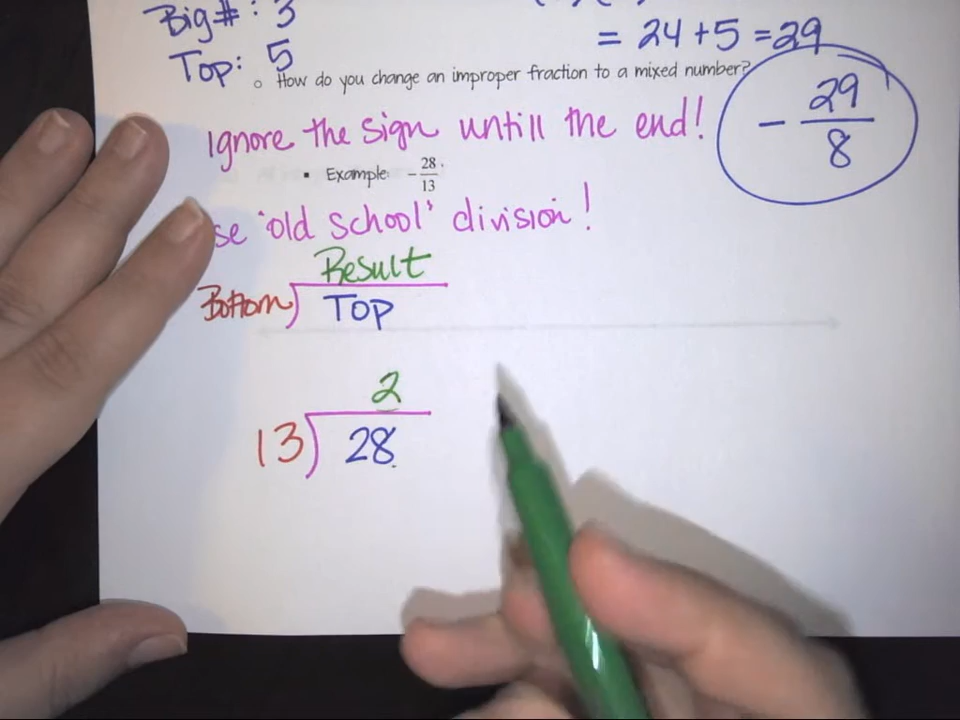 Big#: 3
= 24+5 =29
Top: 5
How do you change an improper fraction to a mixed number?
- 29/8
Ignore the sign untill the end!
Example: -28/13.
se 'old school' division!
Result
Bottom) Top
2
13) 28